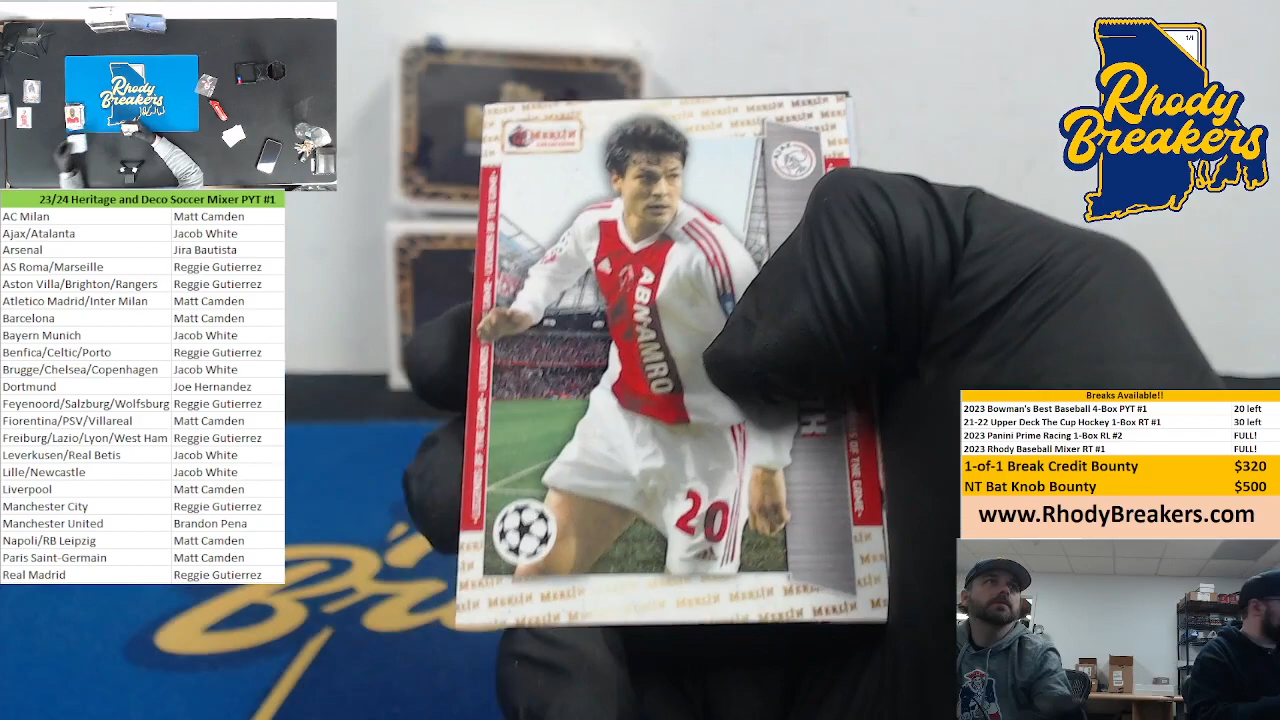 Rhody
Breakers
23/24 Heritage and Deco Soccer Mixer PYT #1
AC Milan Matt Camden
Ajax/Atalanta Jacob White
Arsenal Jira Bautista
AS Roma/Marseille Reggie Gutierrez
Aston Villa/Brighton/Rangers Reggie Gutierrez
Atletico Madrid/Inter Milan Matt Camden
Barcelona Matt Camden
Bayern Munich Jacob White
Benfica/Celtic/Porto Reggie Gutierrez
Brugge/Chelsea/Copenhagen Jacob White
Dortmund Joe Hernandez
Feyenoord/Salzburg/Wolfsburg Reggie Gutierrez
Fiorentina/PSV/Villareal Matt Camden
Freiburg/Lazio/Lyon/West Ham Reggie Gutierrez
Leverkusen/Real Betis Jacob White
Lille/Newcastle Jacob White
Liverpool Matt Camden
Manchester City Reggie Gutierrez
Manchester United Brandon Pena
Napoli/RB Leipzig Matt Camden
Paris Saint-Germain Matt Camden
Real Madrid Reggie Gutierrez
MERLIN
AJAX
ABN·AMRO
20
1/1
Rhody
Breakers
Breaks Available!!
2023 Bowman's Best Baseball 4-Box PYT #1 20 left
21-22 Upper Deck The Cup Hockey 1-Box RT #1 30 left
2023 Panini Prime Racing 1-Box RL #2 FULL!
2023 Rhody Baseball Mixer RT #1 FULL!
1-of-1 Break Credit Bounty $320
NT Bat Knob Bounty $500
www.RhodyBreakers.com